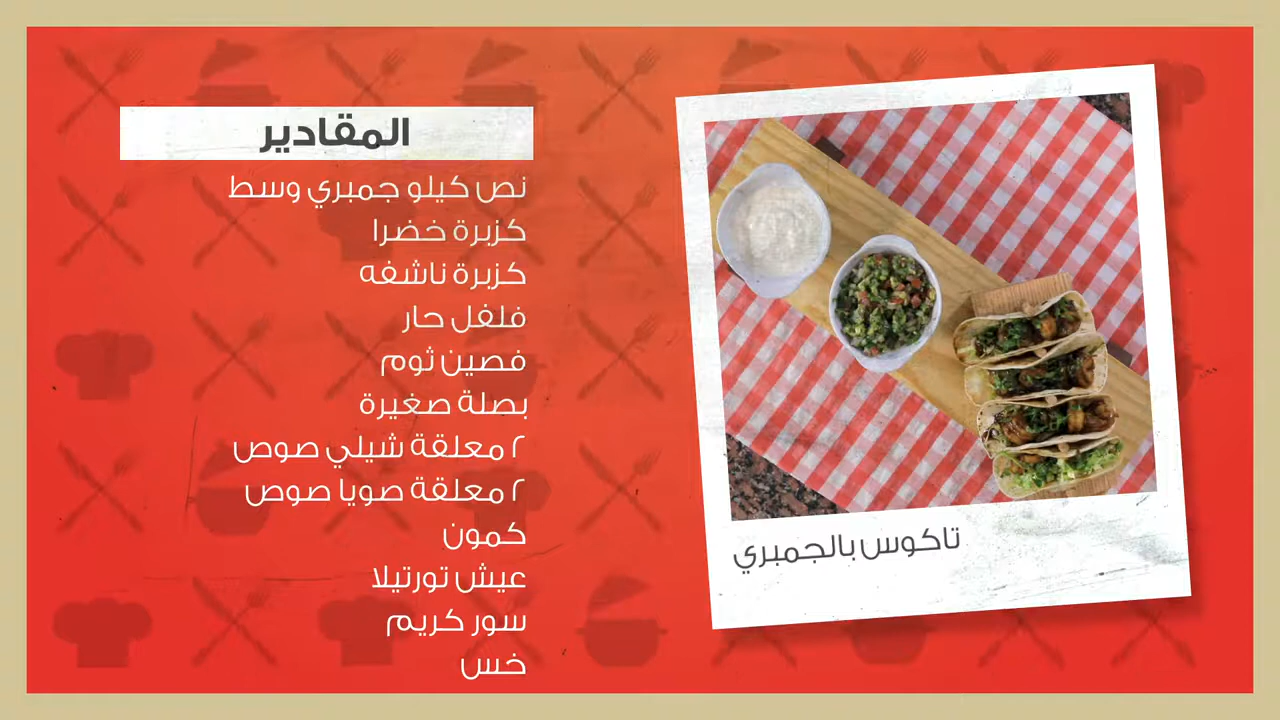 المقادير
نص كيلو جمبري وسط
كزبرة خضرا
كزبرة ناشفه
فلفل حار
فصين ثوم
بصلة صغيرة
٢ معلقة شيلي صوص
٢ معلقة صويا صوص
كمون
عيش تورتيلا
سور كريم
خس
تاكوس بالجمبري